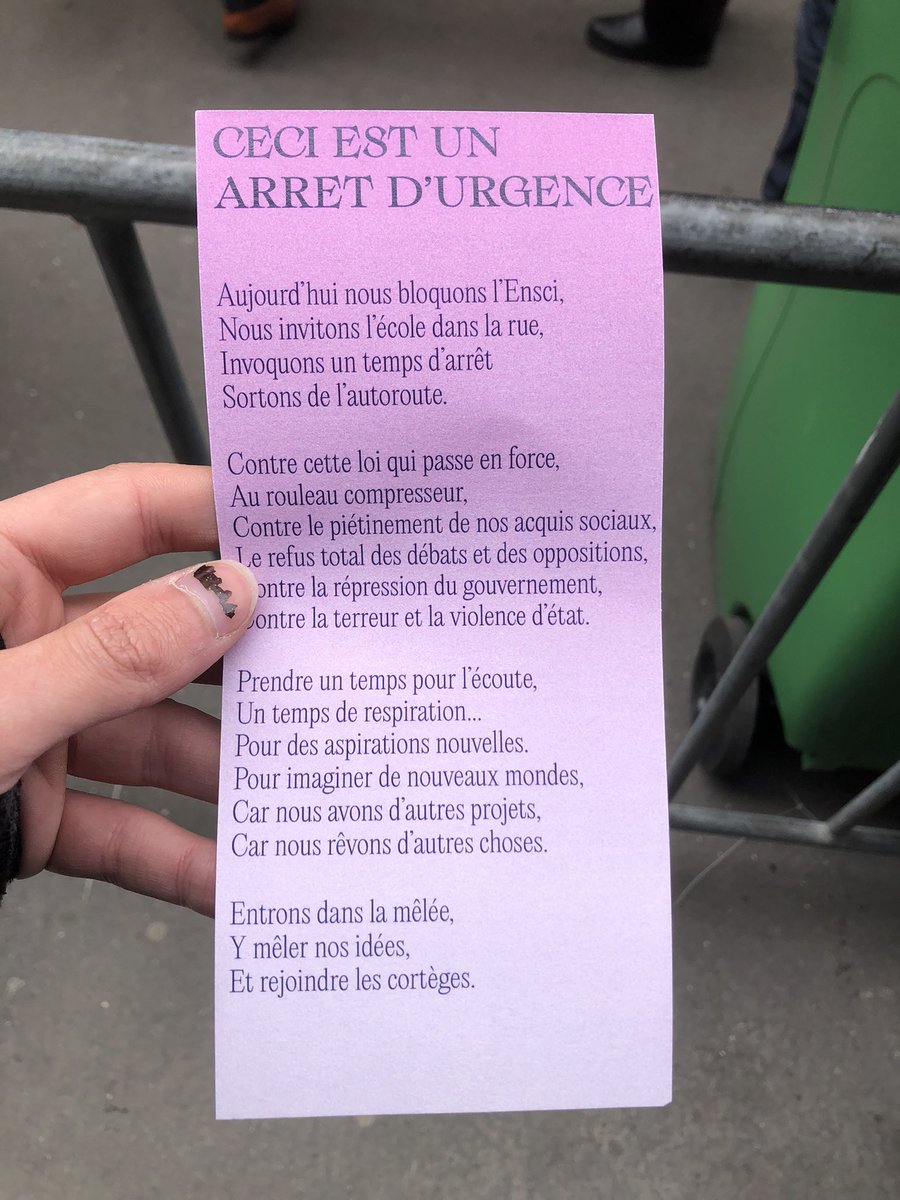 CECI EST UN
ARRET D'URGENCE
Aujourd'hui nous bloquons l'Ensci,
Nous invitons l'école dans la rue,
Invoquons un temps d'arrêt
Sortons de l'autoroute.
Contre cette loi qui passe en force,
Au rouleau compresseur,
Contre le piétinement de nos acquis sociaux,
Le refus total des débats et des oppositions,
Contre la répression du gouvernement,
Contre la terreur et la violence d'état.
Prendre un temps pour l'écoute,
Un temps de respiration...
Pour des aspirations nouvelles.
Pour imaginer de nouveaux mondes,
Car nous avons d'autres projets,
Car nous rêvons d'autres choses.
Entrons dans la mêlée,
Y mêler nos idées,
Et rejoindre les cortèges.